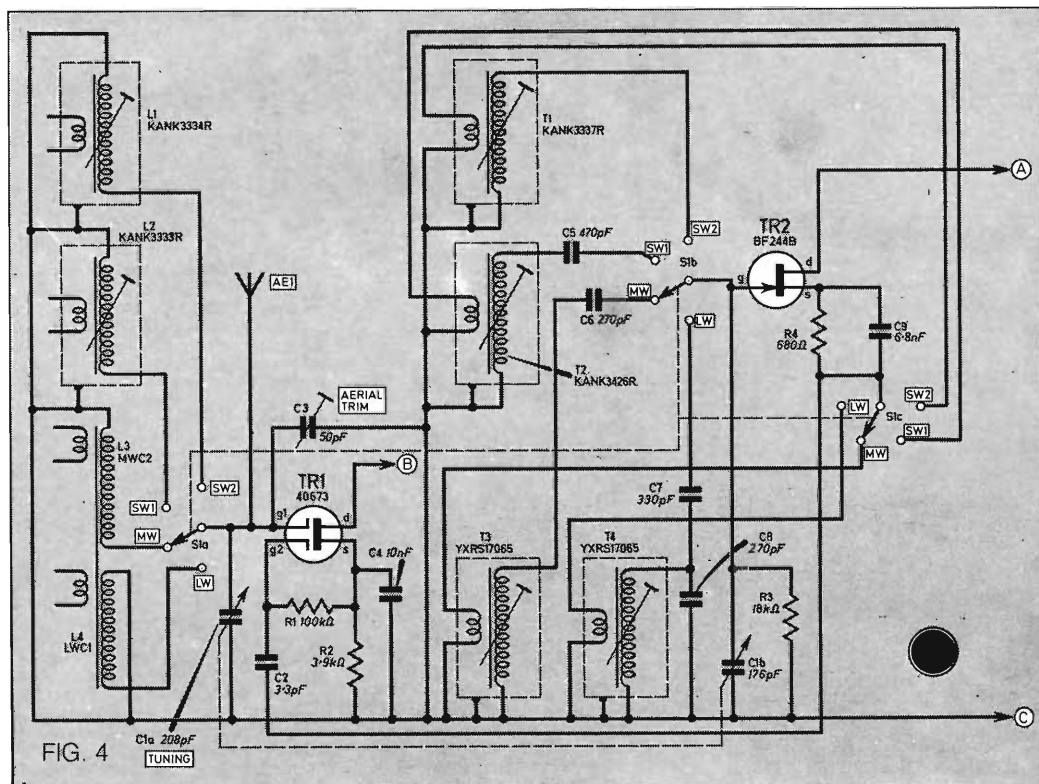 L1
KANK3334R
L2
KANK3333R
L3
MWC2
L4
LWC1
SW1
SW2
MW
S1a
LW
AE1
AERIAL
TRIM
C3
50pF
B
TR1
40673
g1
g2
d
s
C4 10nF
R1 100kΩ
R2
3·9kΩ
C2
3·3pF
C1a 208pF
TUNING
FIG. 4
T1
KANK3337R
T2
KANK3426R
C5 470pF
SW1
SW2
MW
S1b
C6 270pF
LW
TR2
BF244B
g
d
s
A
R4
680Ω
C9
6·8nF
LW
SW2
S1c
SW1
MW
C7
330pF
T3
YXRS17065
T4
YXRS17065
C8
270pF
R3
18kΩ
C1b
176pF
C